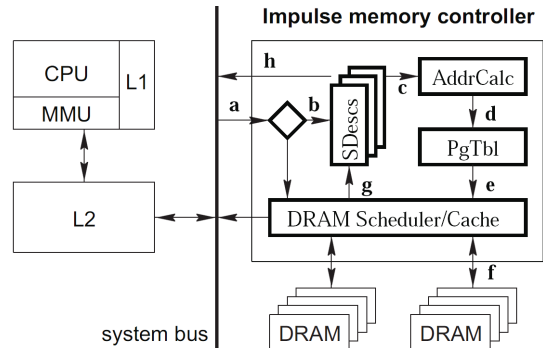 Impulse memory controller
CPU
L1
MMU
L2
system bus
h
a
b
c
AddrCalc
SDescs
d
PgTbl
g
e
DRAM Scheduler/Cache
f
DRAM
DRAM